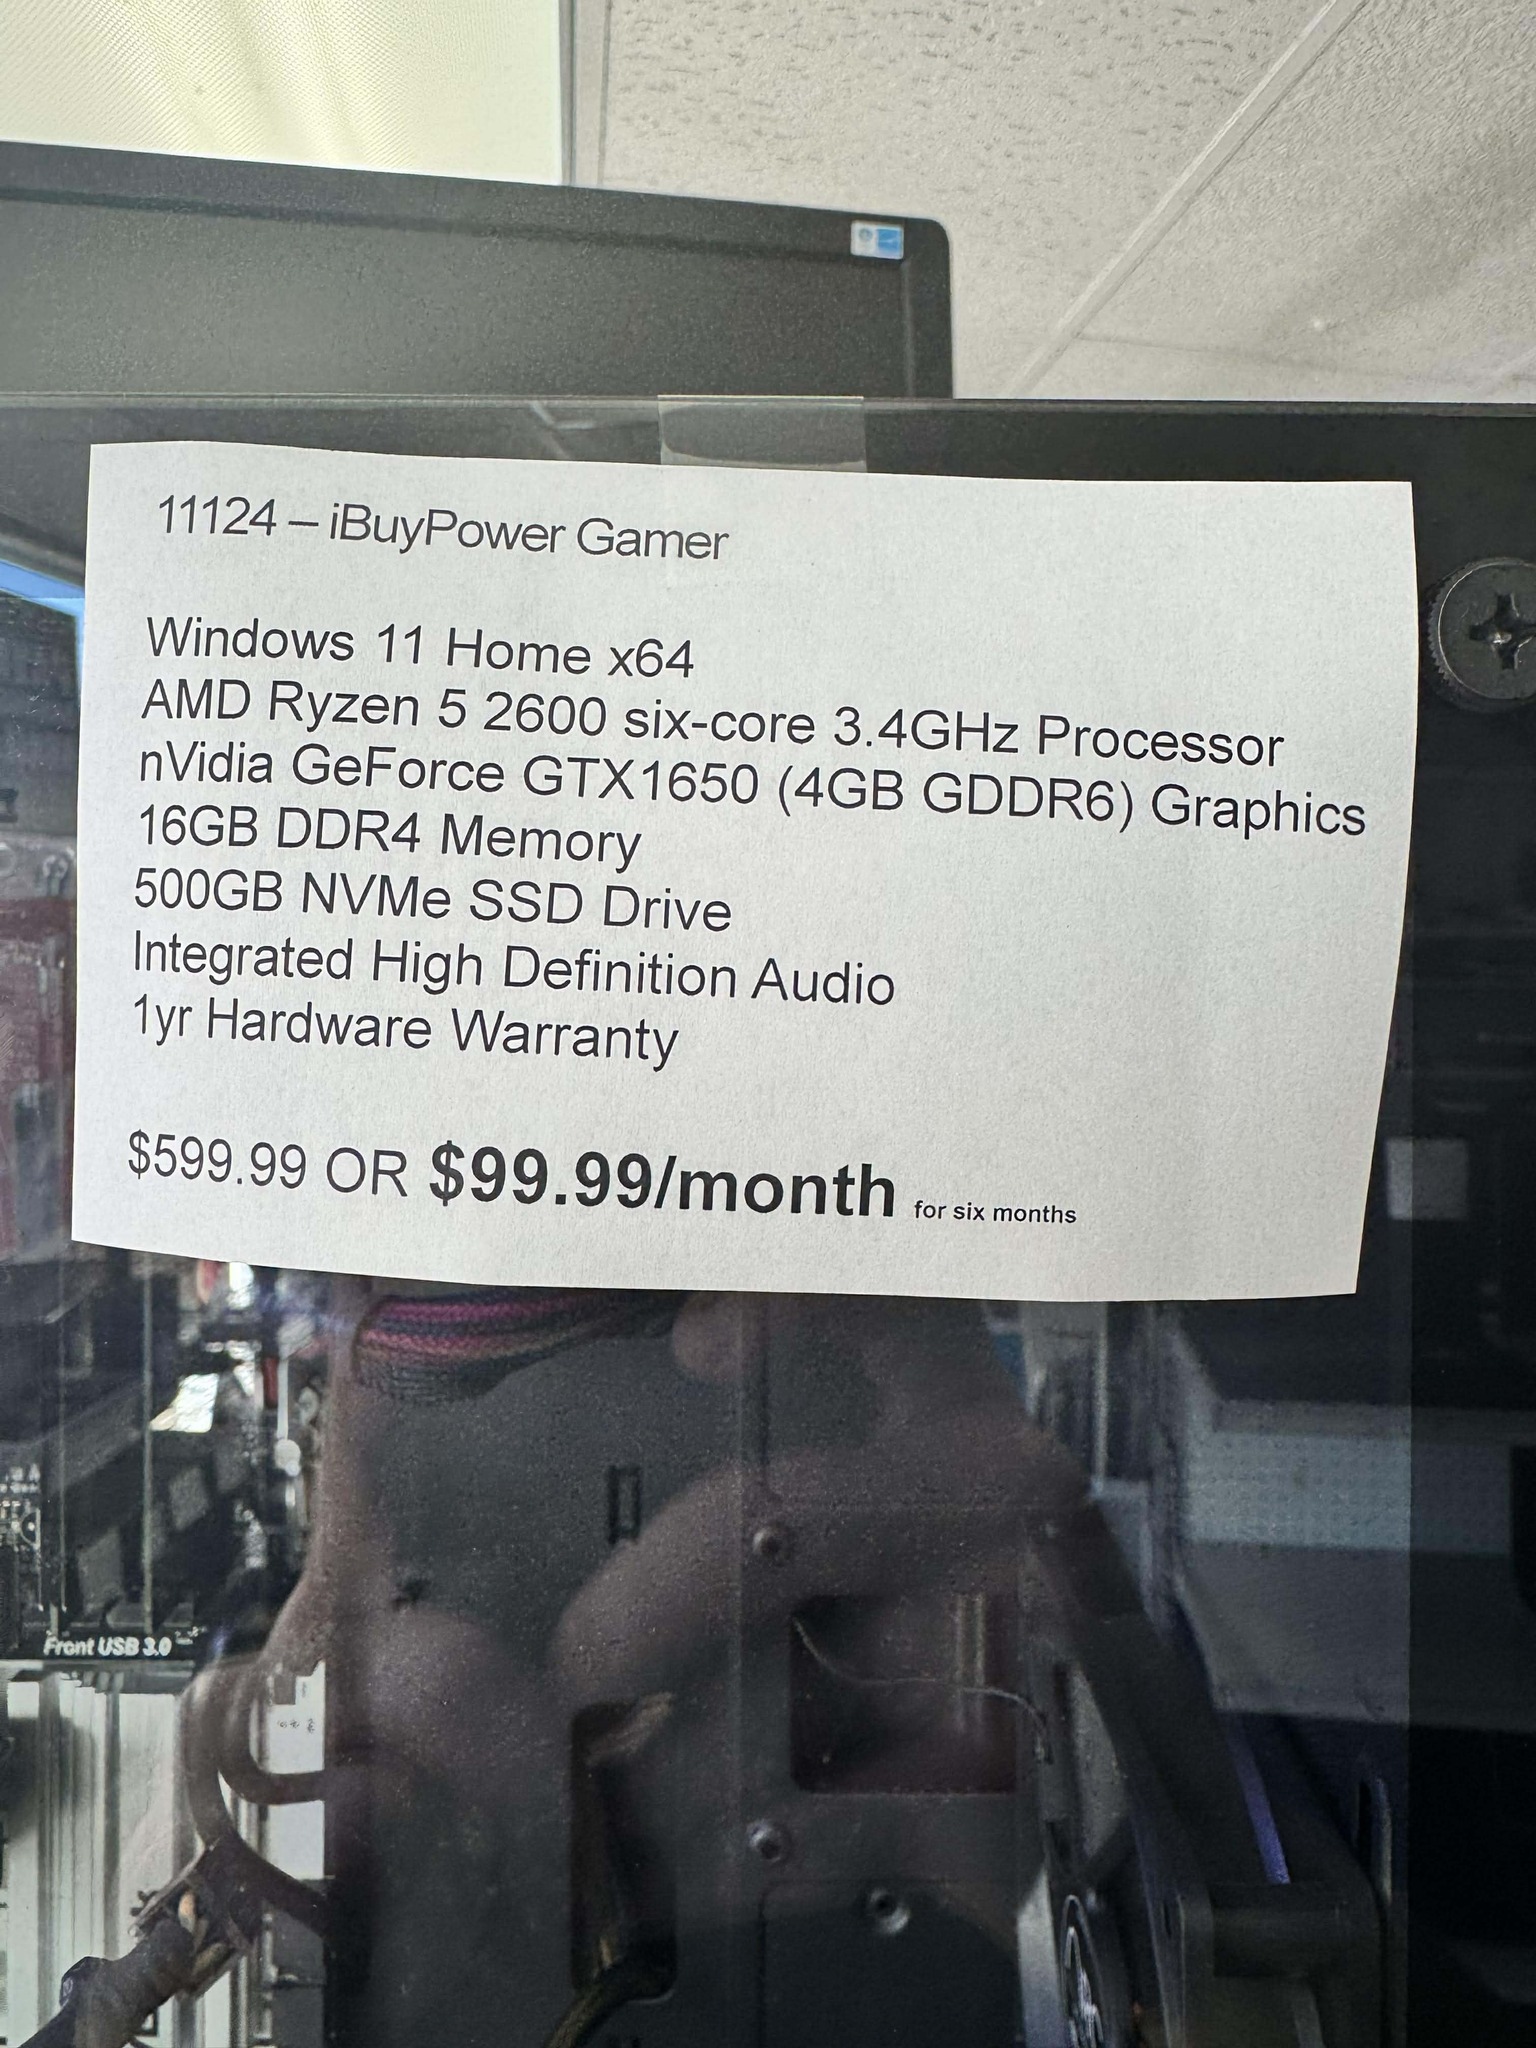 11124 – iBuyPower Gamer
Windows 11 Home x64
AMD Ryzen 5 2600 six-core 3.4GHz Processor
nVidia GeForce GTX1650 (4GB GDDR6) Graphics
16GB DDR4 Memory
500GB NVMe SSD Drive
Integrated High Definition Audio
1yr Hardware Warranty
$599.99 OR $99.99/month for six months
Front USB 3.0